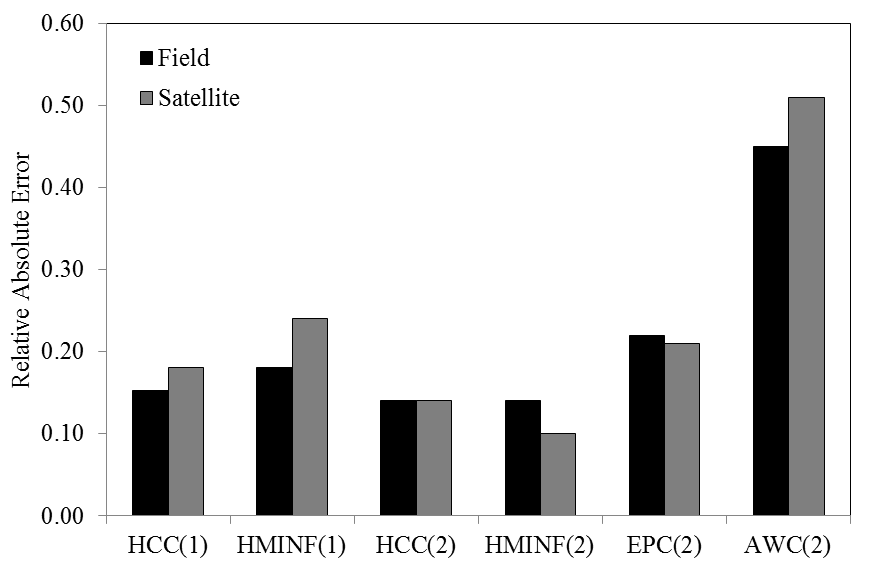 0.60
0.50
0.40
0.30
0.20
0.10
0.00
Relative Absolute Error
Field
Satellite
HCC(1) HMINF(1) HCC(2) HMINF(2) EPC(2) AWC(2)